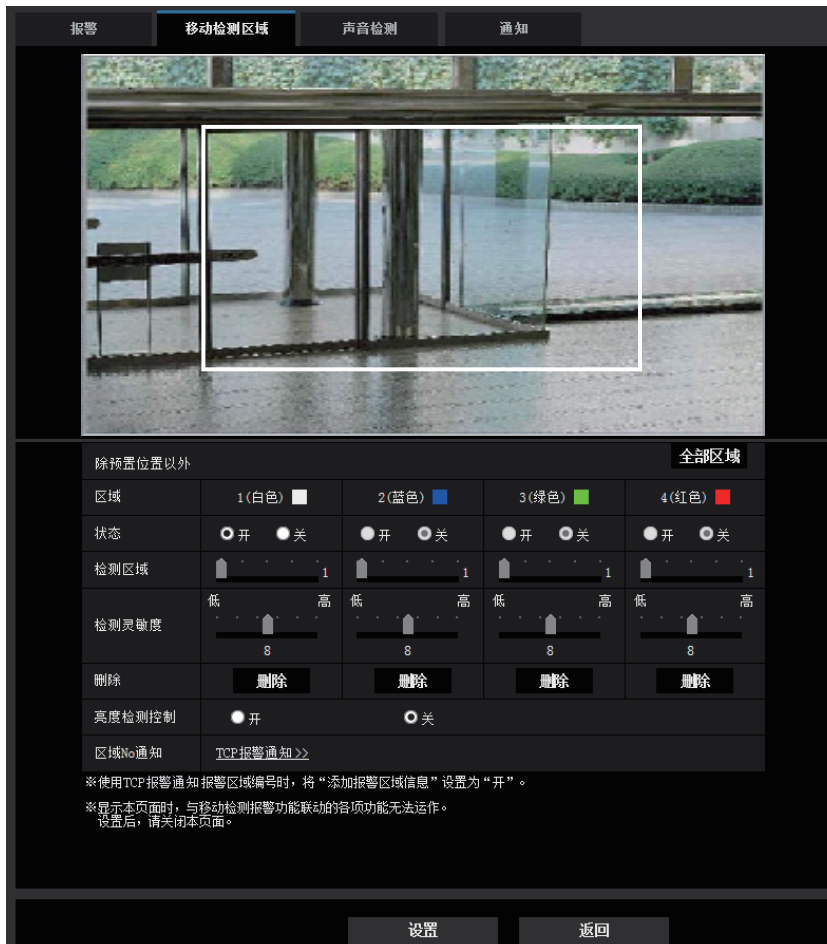 报警 移动检测区域 声音检测 通知
除预置位置以外 全部区域
区域 1(白色) 2(蓝色) 3(绿色) 4(红色)
状态 开 关 开 关 开 关 开 关
检测区域 1 1 1 1
低 高 低 高 低 高 低 高
检测灵敏度
8 8 8 8
删除 删除 删除 删除 删除
亮度检测控制 开 关
区域No通知 TCP报警通知>>
※使用TCP报警通知报警区域编号时，将“添加报警区域信息”设置为“开”。
※显示本页面时，与移动检测报警功能联动的各项功能无法运作。
设置后，请关闭本页面。
设置 返回